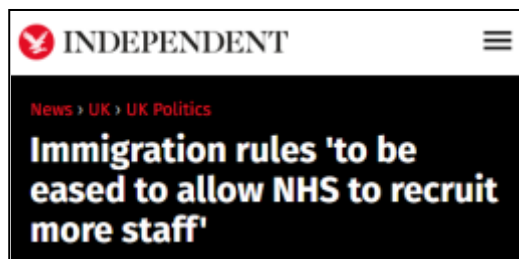 INDEPENDENT
News › UK › UK Politics
Immigration rules 'to be
eased to allow NHS to recruit
more staff'